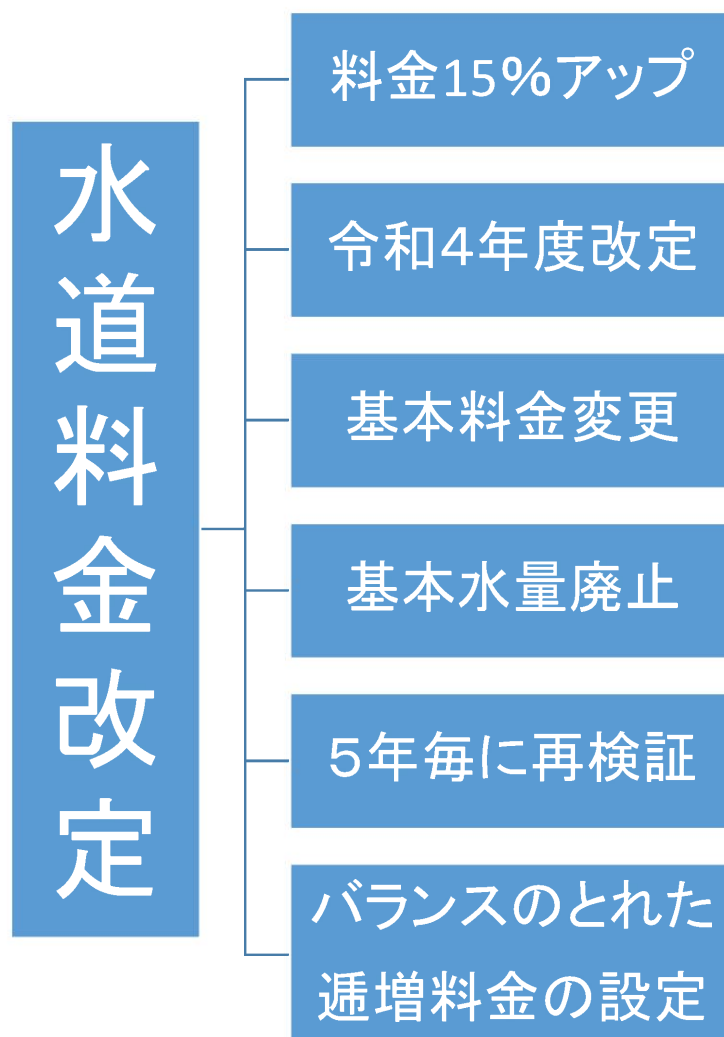 水道料金改定
料金15%アップ
令和4年度改定
基本料金変更
基本水量廃止
５年毎に再検証
バランスのとれた
逓増料金の設定